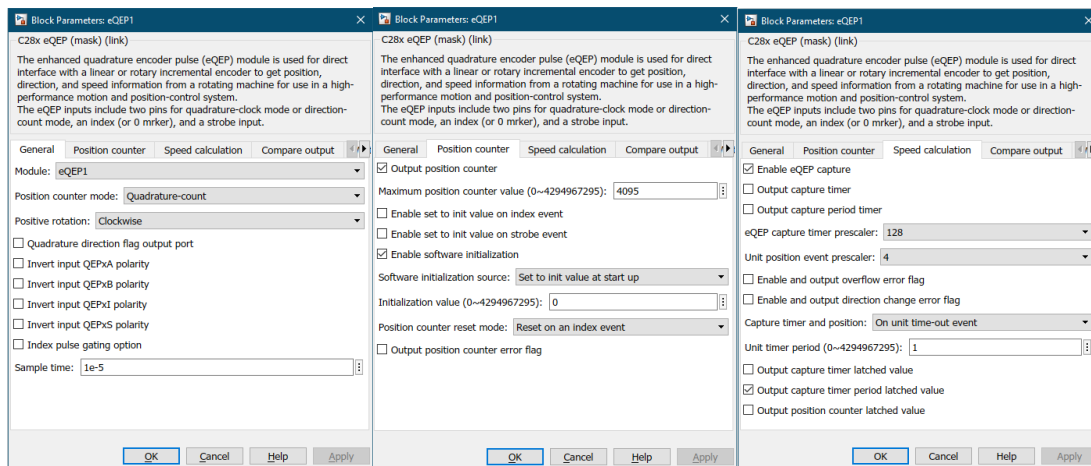 Block Parameters: eQEP1
C28x eQEP (mask) (link)
The enhanced quadrature encoder pulse (eQEP) module is used for direct
interface with a linear or rotary incremental encoder to get position,
direction, and speed information from a rotating machine for use in a high-
performance motion and position-control system.
The eQEP inputs include two pins for quadrature-clock mode or direction-
count mode, an index (or 0 mrker), and a strobe input.
General Position counter Speed calculation Compare output
Module: eQEP1
Position counter mode: Quadrature-count
Positive rotation: Clockwise
Quadrature direction flag output port
Invert input QEPxA polarity
Invert input QEPxB polarity
Invert input QEPxI polarity
Invert input QEPxS polarity
Index pulse gating option
Sample time: 1e-5
OK Cancel Help Apply
Block Parameters: eQEP1
C28x eQEP (mask) (link)
The enhanced quadrature encoder pulse (eQEP) module is used for direct
interface with a linear or rotary incremental encoder to get position,
direction, and speed information from a rotating machine for use in a high-
performance motion and position-control system.
The eQEP inputs include two pins for quadrature-clock mode or direction-
count mode, an index (or 0 mrker), and a strobe input.
General Position counter Speed calculation Compare output
Output position counter
Maximum position counter value (0~4294967295): 4095
Enable set to init value on index event
Enable set to init value on strobe event
Enable software initialization
Software initialization source: Set to init value at start up
Initialization value (0~4294967295): 0
Position counter reset mode: Reset on an index event
Output position counter error flag
OK Cancel Help Apply
Block Parameters: eQEP1
C28x eQEP (mask) (link)
The enhanced quadrature encoder pulse (eQEP) module is used for direct
interface with a linear or rotary incremental encoder to get position,
direction, and speed information from a rotating machine for use in a high-
performance motion and position-control system.
The eQEP inputs include two pins for quadrature-clock mode or direction-
count mode, an index (or 0 mrker), and a strobe input.
General Position counter Speed calculation Compare output
Enable eQEP capture
Output capture timer
Output capture period timer
eQEP capture timer prescaler: 128
Unit position event prescaler: 4
Enable and output overflow error flag
Enable and output direction change error flag
Capture timer and position: On unit time-out event
Unit timer period (0~4294967295): 1
Output capture timer latched value
Output capture timer period latched value
Output position counter latched value
OK Cancel Help Apply